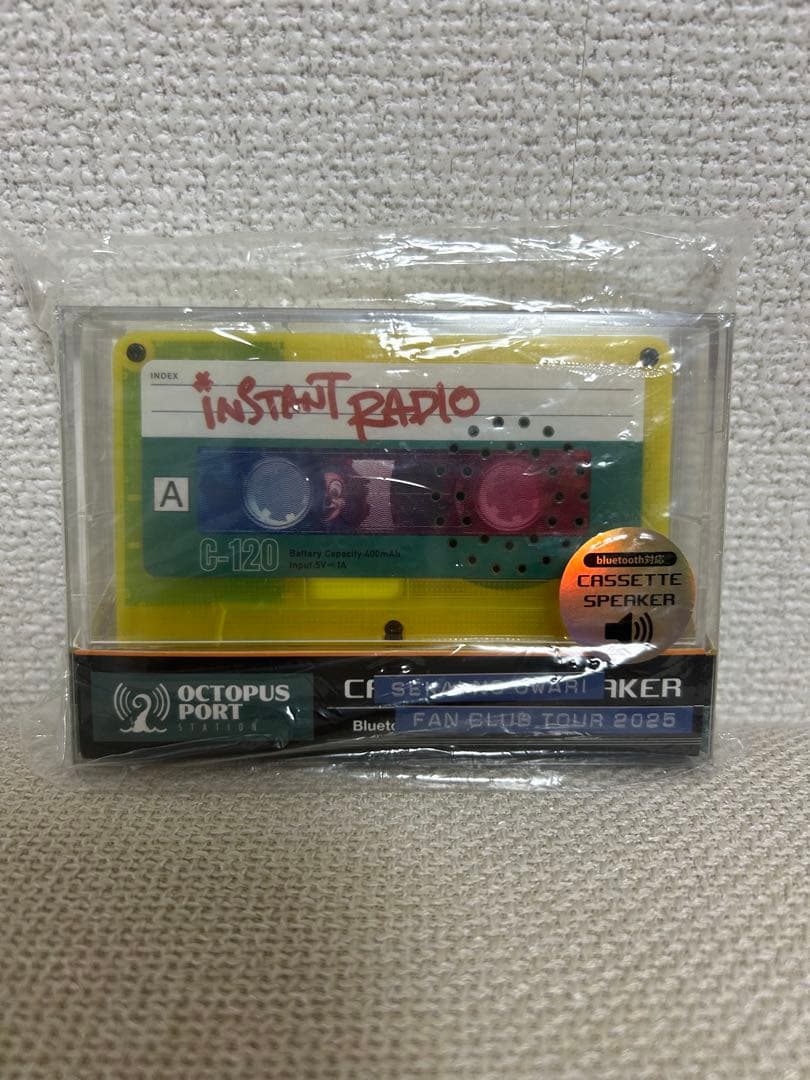 INDEX
*iNSTANT RADIO
A
C-120
Battery Capacity:400mAh
Input:5V⎓1A
bluetooth対応
CASSETTE
SPEAKER
OCTOPUS
PORT
STATION
SEKAI NO OWARI
AKER
FAN CLUB TOUR 2025